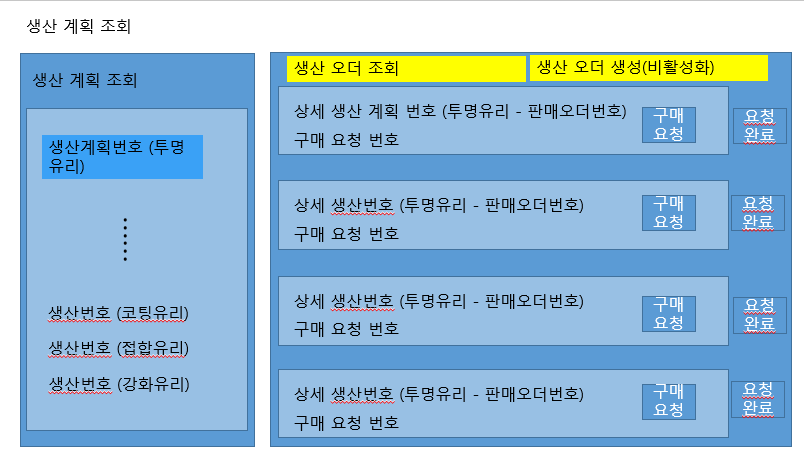 생산 계획 조회
생산 계획 조회
생산계획번호 (투명
유리)
생산번호 (코팅유리)
생산번호 (접합유리)
생산번호 (강화유리)
생산 오더 조회
생산 오더 생성(비활성화)
상세 생산 계획 번호 (투명유리 - 판매오더번호)
구매 요청 번호
구매
요청
요청
완료
상세 생산번호 (투명유리 - 판매오더번호)
구매 요청 번호
구매
요청
요청
완료
상세 생산번호 (투명유리 - 판매오더번호)
구매 요청 번호
구매
요청
요청
완료
상세 생산번호 (투명유리 - 판매오더번호)
구매 요청 번호
구매
요청
요청
완료